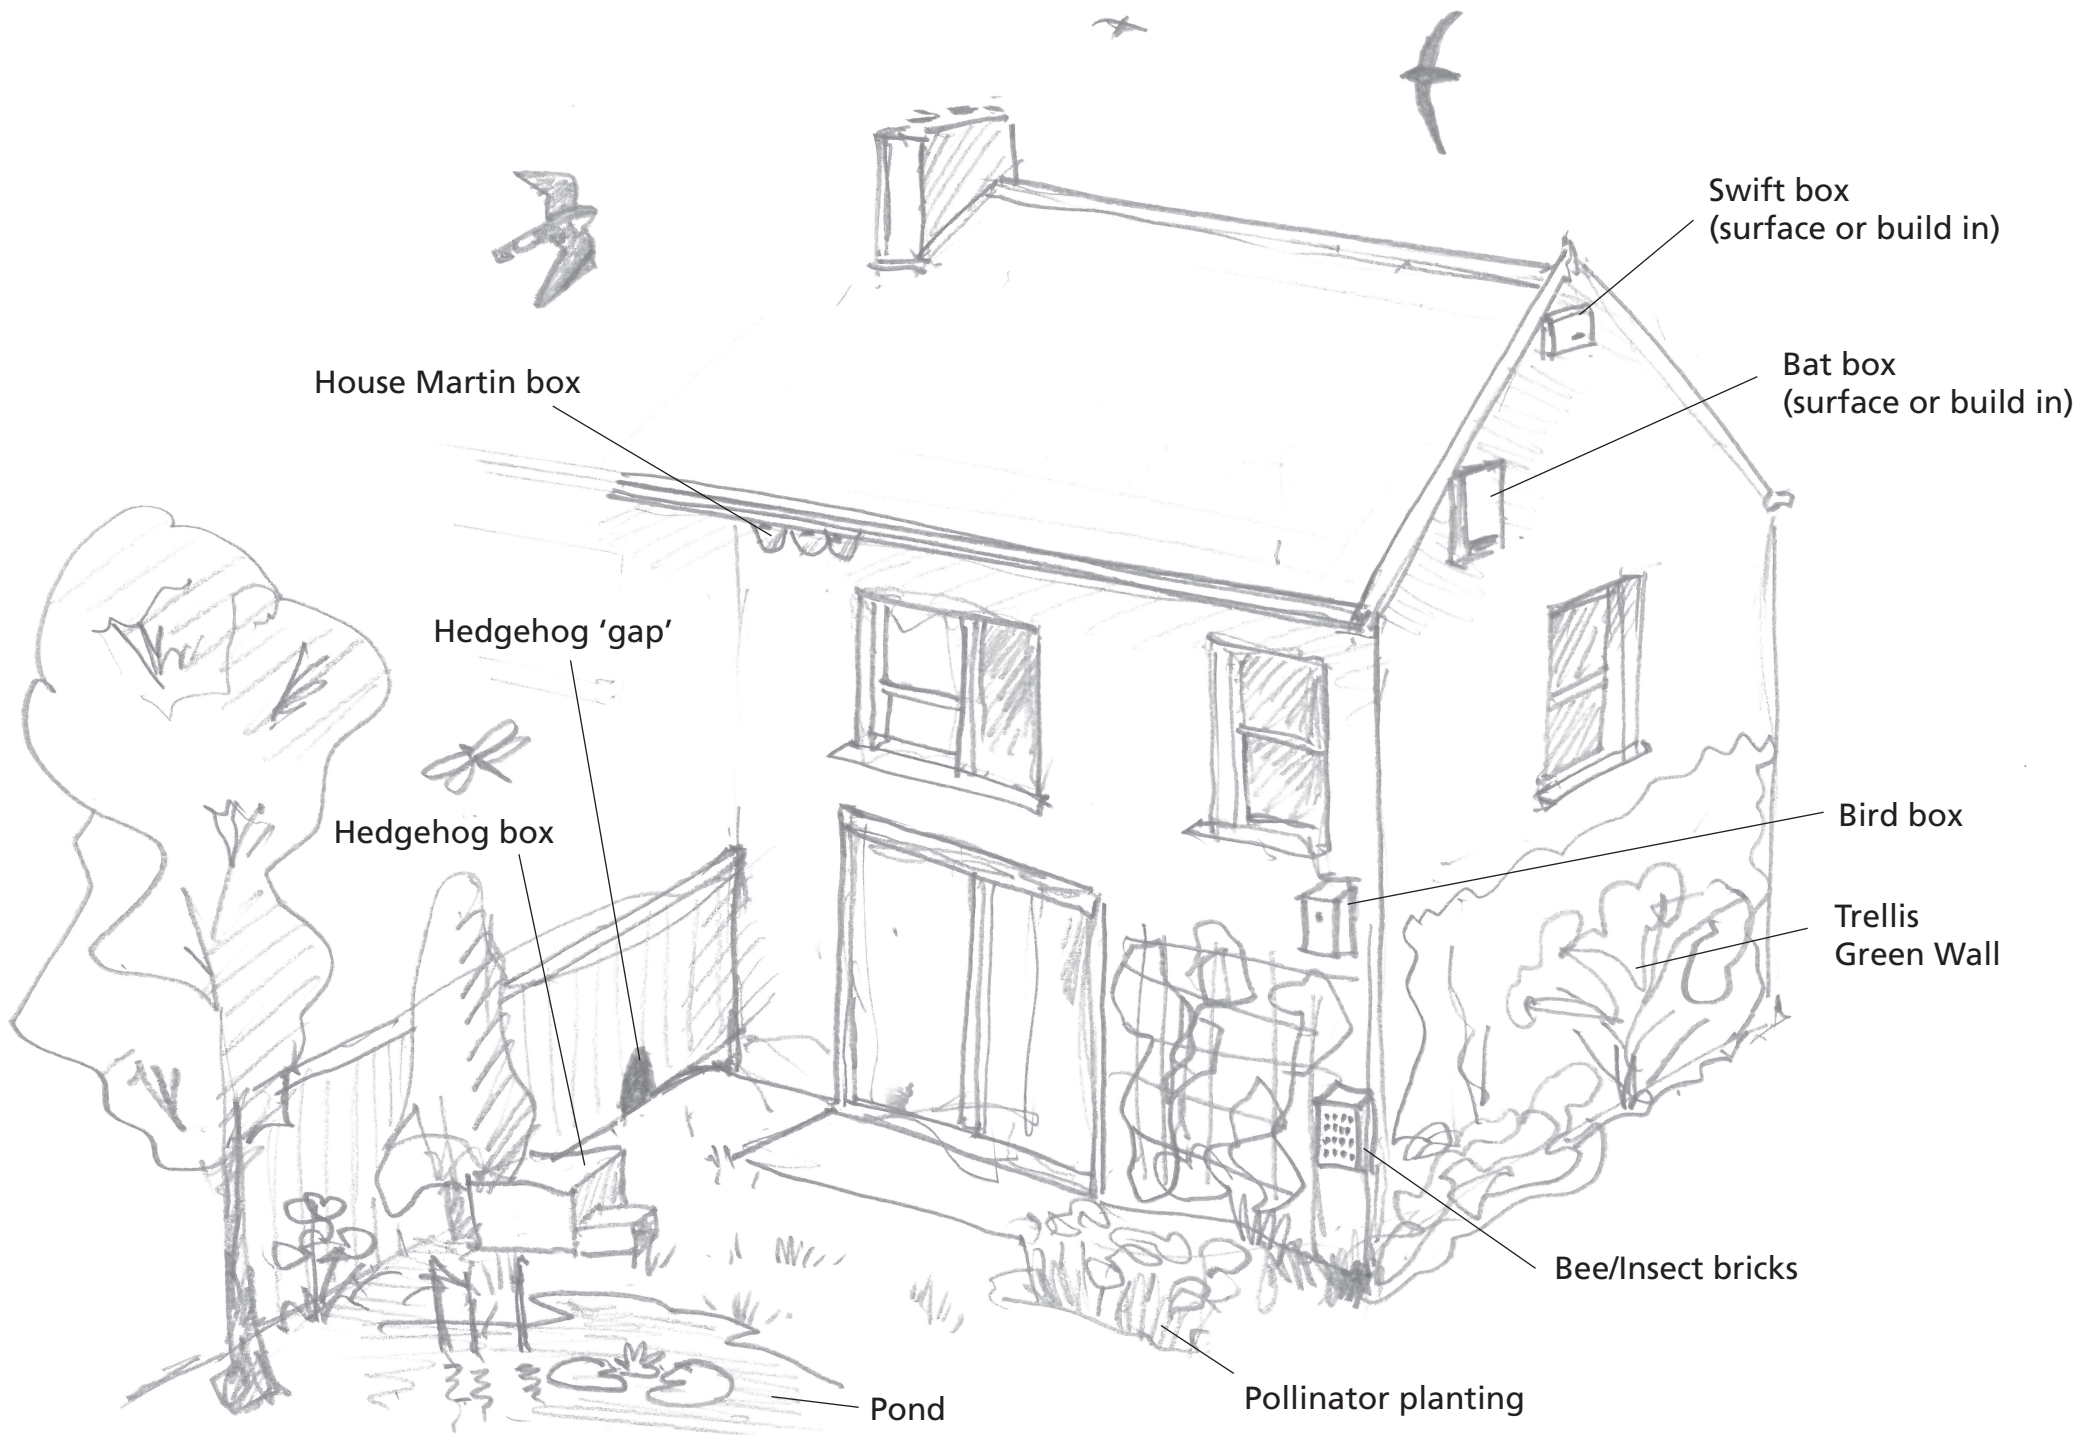 Swift box
(surface or build in)
Bat box
(surface or build in)
House Martin box
Hedgehog ‘gap’
Hedgehog box
Bird box
Trellis
Green Wall
Bee/Insect bricks
Pollinator planting
Pond